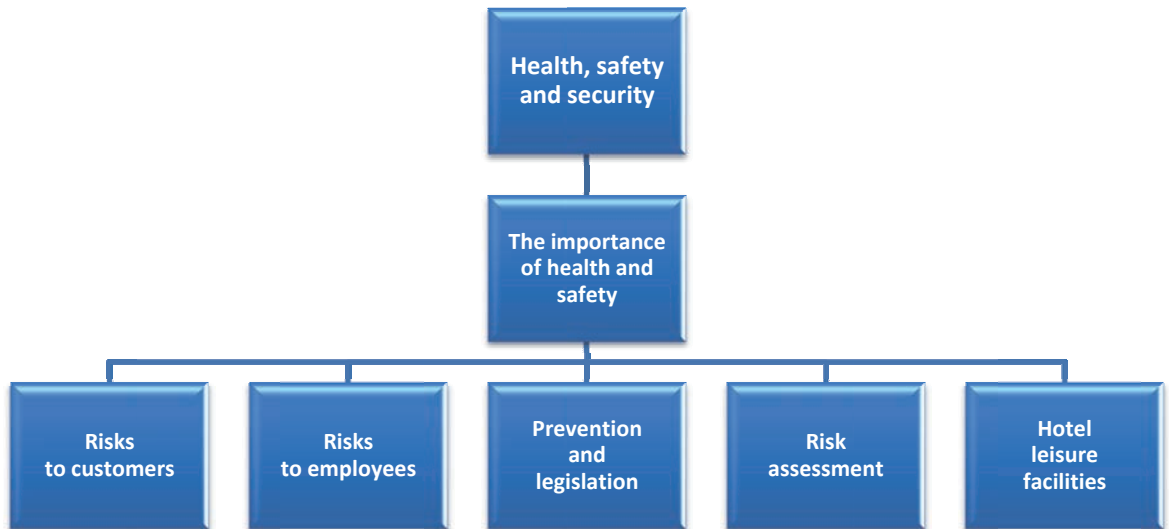 Health, safety
and security
The importance
of health and
safety
Risks
to customers
Risks
to employees
Prevention
and
legislation
Risk
assessment
Hotel
leisure
facilities